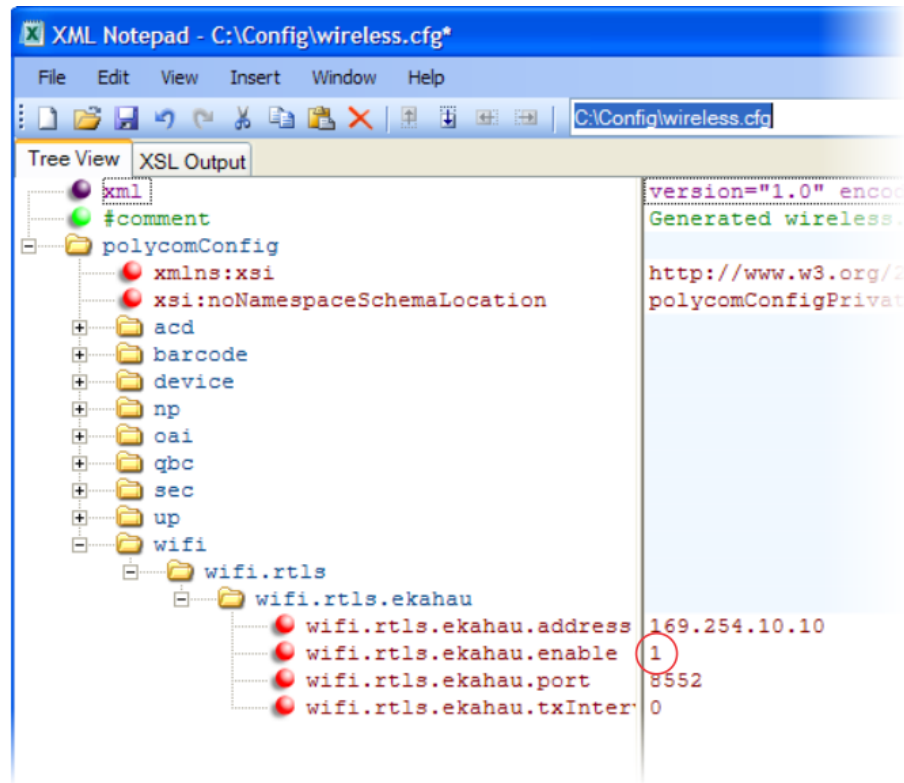 XML Notepad - C:\Config\wireless.cfg*
File Edit View Insert Window Help
C:\Config\wireless.cfg
Tree View XSL Output
xml version="1.0" encod
#comment Generated wireless.
polycomConfig
xmlns:xsi http://www.w3.org/2
xsi:noNamespaceSchemaLocation polycomConfigPrivat
acd
barcode
device
np
oai
qbc
sec
up
wifi
wifi.rtls
wifi.rtls.ekahau
wifi.rtls.ekahau.address 169.254.10.10
wifi.rtls.ekahau.enable 1
wifi.rtls.ekahau.port 8552
wifi.rtls.ekahau.txInter 0